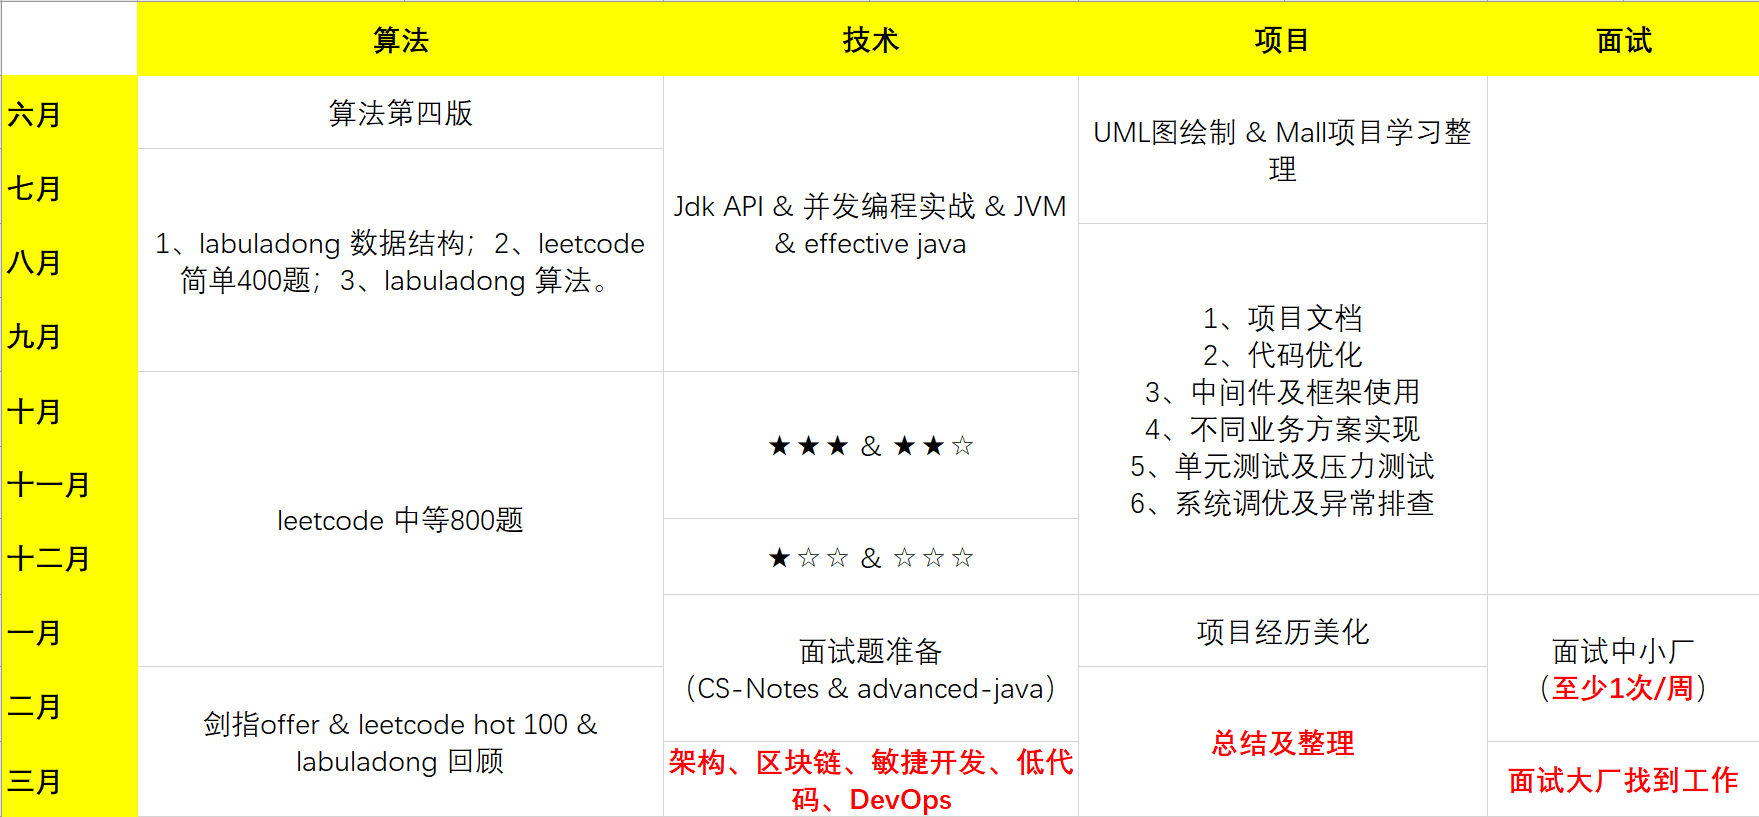 算法
技术
项目
面试
六月
七月
八月
九月
十月
十一月
十二月
一月
二月
三月
算法第四版
1、labuladong 数据结构；2、leetcode
简单400题；3、labuladong 算法。
leetcode 中等800题
剑指offer & leetcode hot 100 &
labuladong 回顾
Jdk API & 并发编程实战 & JVM
& effective java
★★★ & ★★☆
★☆☆ & ☆☆☆
面试题准备
（CS-Notes & advanced-java）
架构、区块链、敏捷开发、低代
码、DevOps
UML图绘制 & Mall项目学习整
理
1、项目文档
2、代码优化
3、中间件及框架使用
4、不同业务方案实现
5、单元测试及压力测试
6、系统调优及异常排查
项目经历美化
总结及整理
面试中小厂
（至少1次/周）
面试大厂找到工作